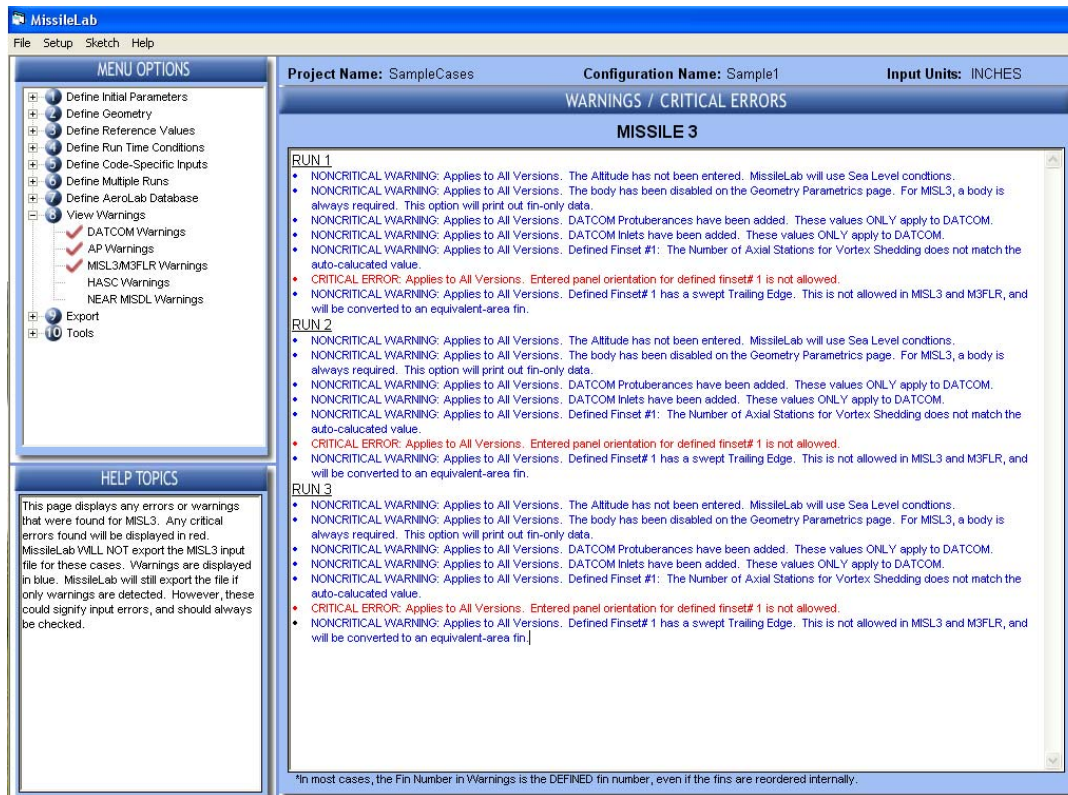 MissileLab
File Setup Sketch Help
MENU OPTIONS
1 Define Initial Parameters
2 Define Geometry
3 Define Reference Values
4 Define Run Time Conditions
5 Define Code-Specific Inputs
6 Define Multiple Runs
7 Define AeroLab Database
8 View Warnings
DATCOM Warnings
AP Warnings
MISL3/M3FLR Warnings
HASC Warnings
NEAR MISDL Warnings
9 Export
10 Tools
HELP TOPICS
This page displays any errors or warnings
that were found for MISL3. Any critical
errors found will be displayed in red.
MissileLab WILL NOT export the MISL3 input
file for these cases. Warnings are displayed
in blue. MissileLab will still export the file if
only warnings are detected. However, these
could signify input errors, and should always
be checked.
Project Name: SampleCases Configuration Name: Sample1 Input Units: INCHES
WARNINGS / CRITICAL ERRORS
MISSILE 3
RUN 1
• NONCRITICAL WARNING: Applies to All Versions. The Altitude has not been entered. MissileLab will use Sea Level condtions.
• NONCRITICAL WARNING: Applies to All Versions. The body has been disabled on the Geometry Parametrics page. For MISL3, a body is
always required. This option will print out fin-only data.
• NONCRITICAL WARNING: Applies to All Versions. DATCOM Protuberances have been added. These values ONLY apply to DATCOM.
• NONCRITICAL WARNING: Applies to All Versions. DATCOM Inlets have been added. These values ONLY apply to DATCOM.
• NONCRITICAL WARNING: Applies to All Versions. Defined Finset #1: The Number of Axial Stations for Vortex Shedding does not match the
auto-calucated value.
• CRITICAL ERROR: Applies to All Versions. Entered panel orientation for defined finset# 1 is not allowed.
• NONCRITICAL WARNING: Applies to All Versions. Defined Finset# 1 has a swept Trailing Edge. This is not allowed in MISL3 and M3FLR, and
will be converted to an equivalent-area fin.
RUN 2
• NONCRITICAL WARNING: Applies to All Versions. The Altitude has not been entered. MissileLab will use Sea Level condtions.
• NONCRITICAL WARNING: Applies to All Versions. The body has been disabled on the Geometry Parametrics page. For MISL3, a body is
always required. This option will print out fin-only data.
• NONCRITICAL WARNING: Applies to All Versions. DATCOM Protuberances have been added. These values ONLY apply to DATCOM.
• NONCRITICAL WARNING: Applies to All Versions. DATCOM Inlets have been added. These values ONLY apply to DATCOM.
• NONCRITICAL WARNING: Applies to All Versions. Defined Finset #1: The Number of Axial Stations for Vortex Shedding does not match the
auto-calucated value.
• CRITICAL ERROR: Applies to All Versions. Entered panel orientation for defined finset# 1 is not allowed.
• NONCRITICAL WARNING: Applies to All Versions. Defined Finset# 1 has a swept Trailing Edge. This is not allowed in MISL3 and M3FLR, and
will be converted to an equivalent-area fin.
RUN 3
• NONCRITICAL WARNING: Applies to All Versions. The Altitude has not been entered. MissileLab will use Sea Level condtions.
• NONCRITICAL WARNING: Applies to All Versions. The body has been disabled on the Geometry Parametrics page. For MISL3, a body is
always required. This option will print out fin-only data.
• NONCRITICAL WARNING: Applies to All Versions. DATCOM Protuberances have been added. These values ONLY apply to DATCOM.
• NONCRITICAL WARNING: Applies to All Versions. DATCOM Inlets have been added. These values ONLY apply to DATCOM.
• NONCRITICAL WARNING: Applies to All Versions. Defined Finset #1: The Number of Axial Stations for Vortex Shedding does not match the
auto-calucated value.
• CRITICAL ERROR: Applies to All Versions. Entered panel orientation for defined finset# 1 is not allowed.
• NONCRITICAL WARNING: Applies to All Versions. Defined Finset# 1 has a swept Trailing Edge. This is not allowed in MISL3 and M3FLR, and
will be converted to an equivalent-area fin.
*In most cases, the Fin Number in Warnings is the DEFINED fin number, even if the fins are reordered internally.